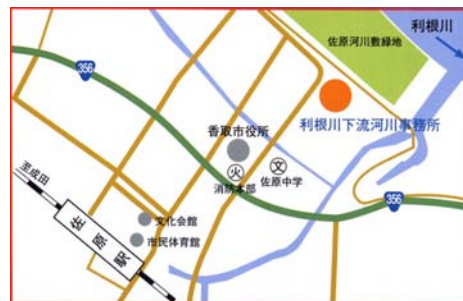 利根川
佐原河川敷緑地
356
利根川下流河川事務所
香取市役所
火
消防本部
文
佐原中学
至成田
文化会館
市民体育館
佐原駅
356